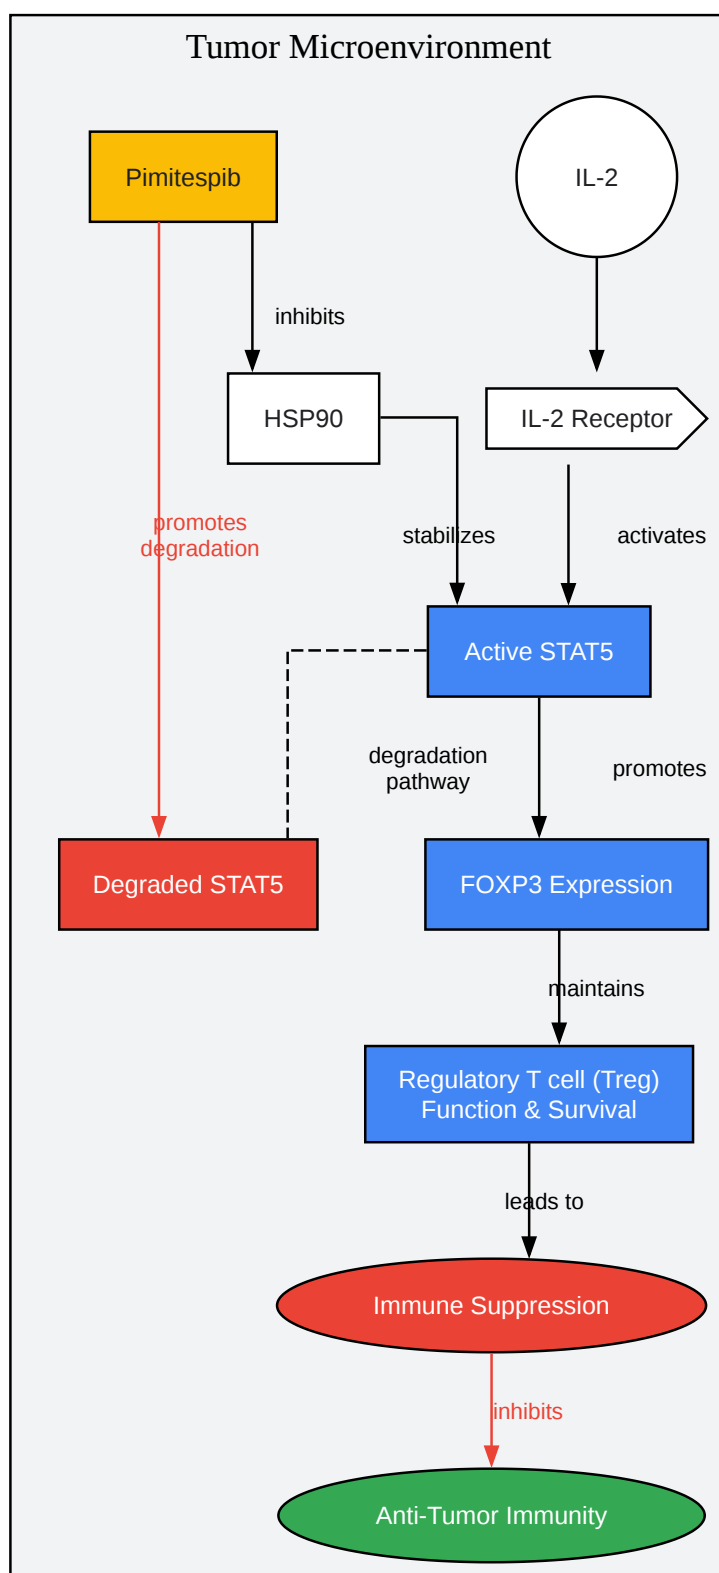 Tumor Microenvironment
Pimitespib
IL-2
inhibits
HSP90
IL-2 Receptor
promotes
degradation
stabilizes
activates
Active STAT5
degradation
pathway
promotes
Degraded STAT5
FOXP3 Expression
maintains
Regulatory T cell (Treg)
Function & Survival
leads to
Immune Suppression
inhibits
Anti-Tumor Immunity